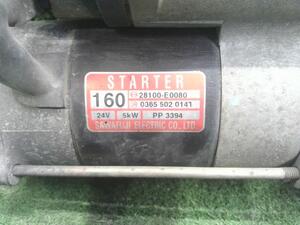 STARTER
160 28100-E0080
0365 502 0141
24V 5kW PP 3394
SAWAFUJI ELECTRIC CO., LTD.